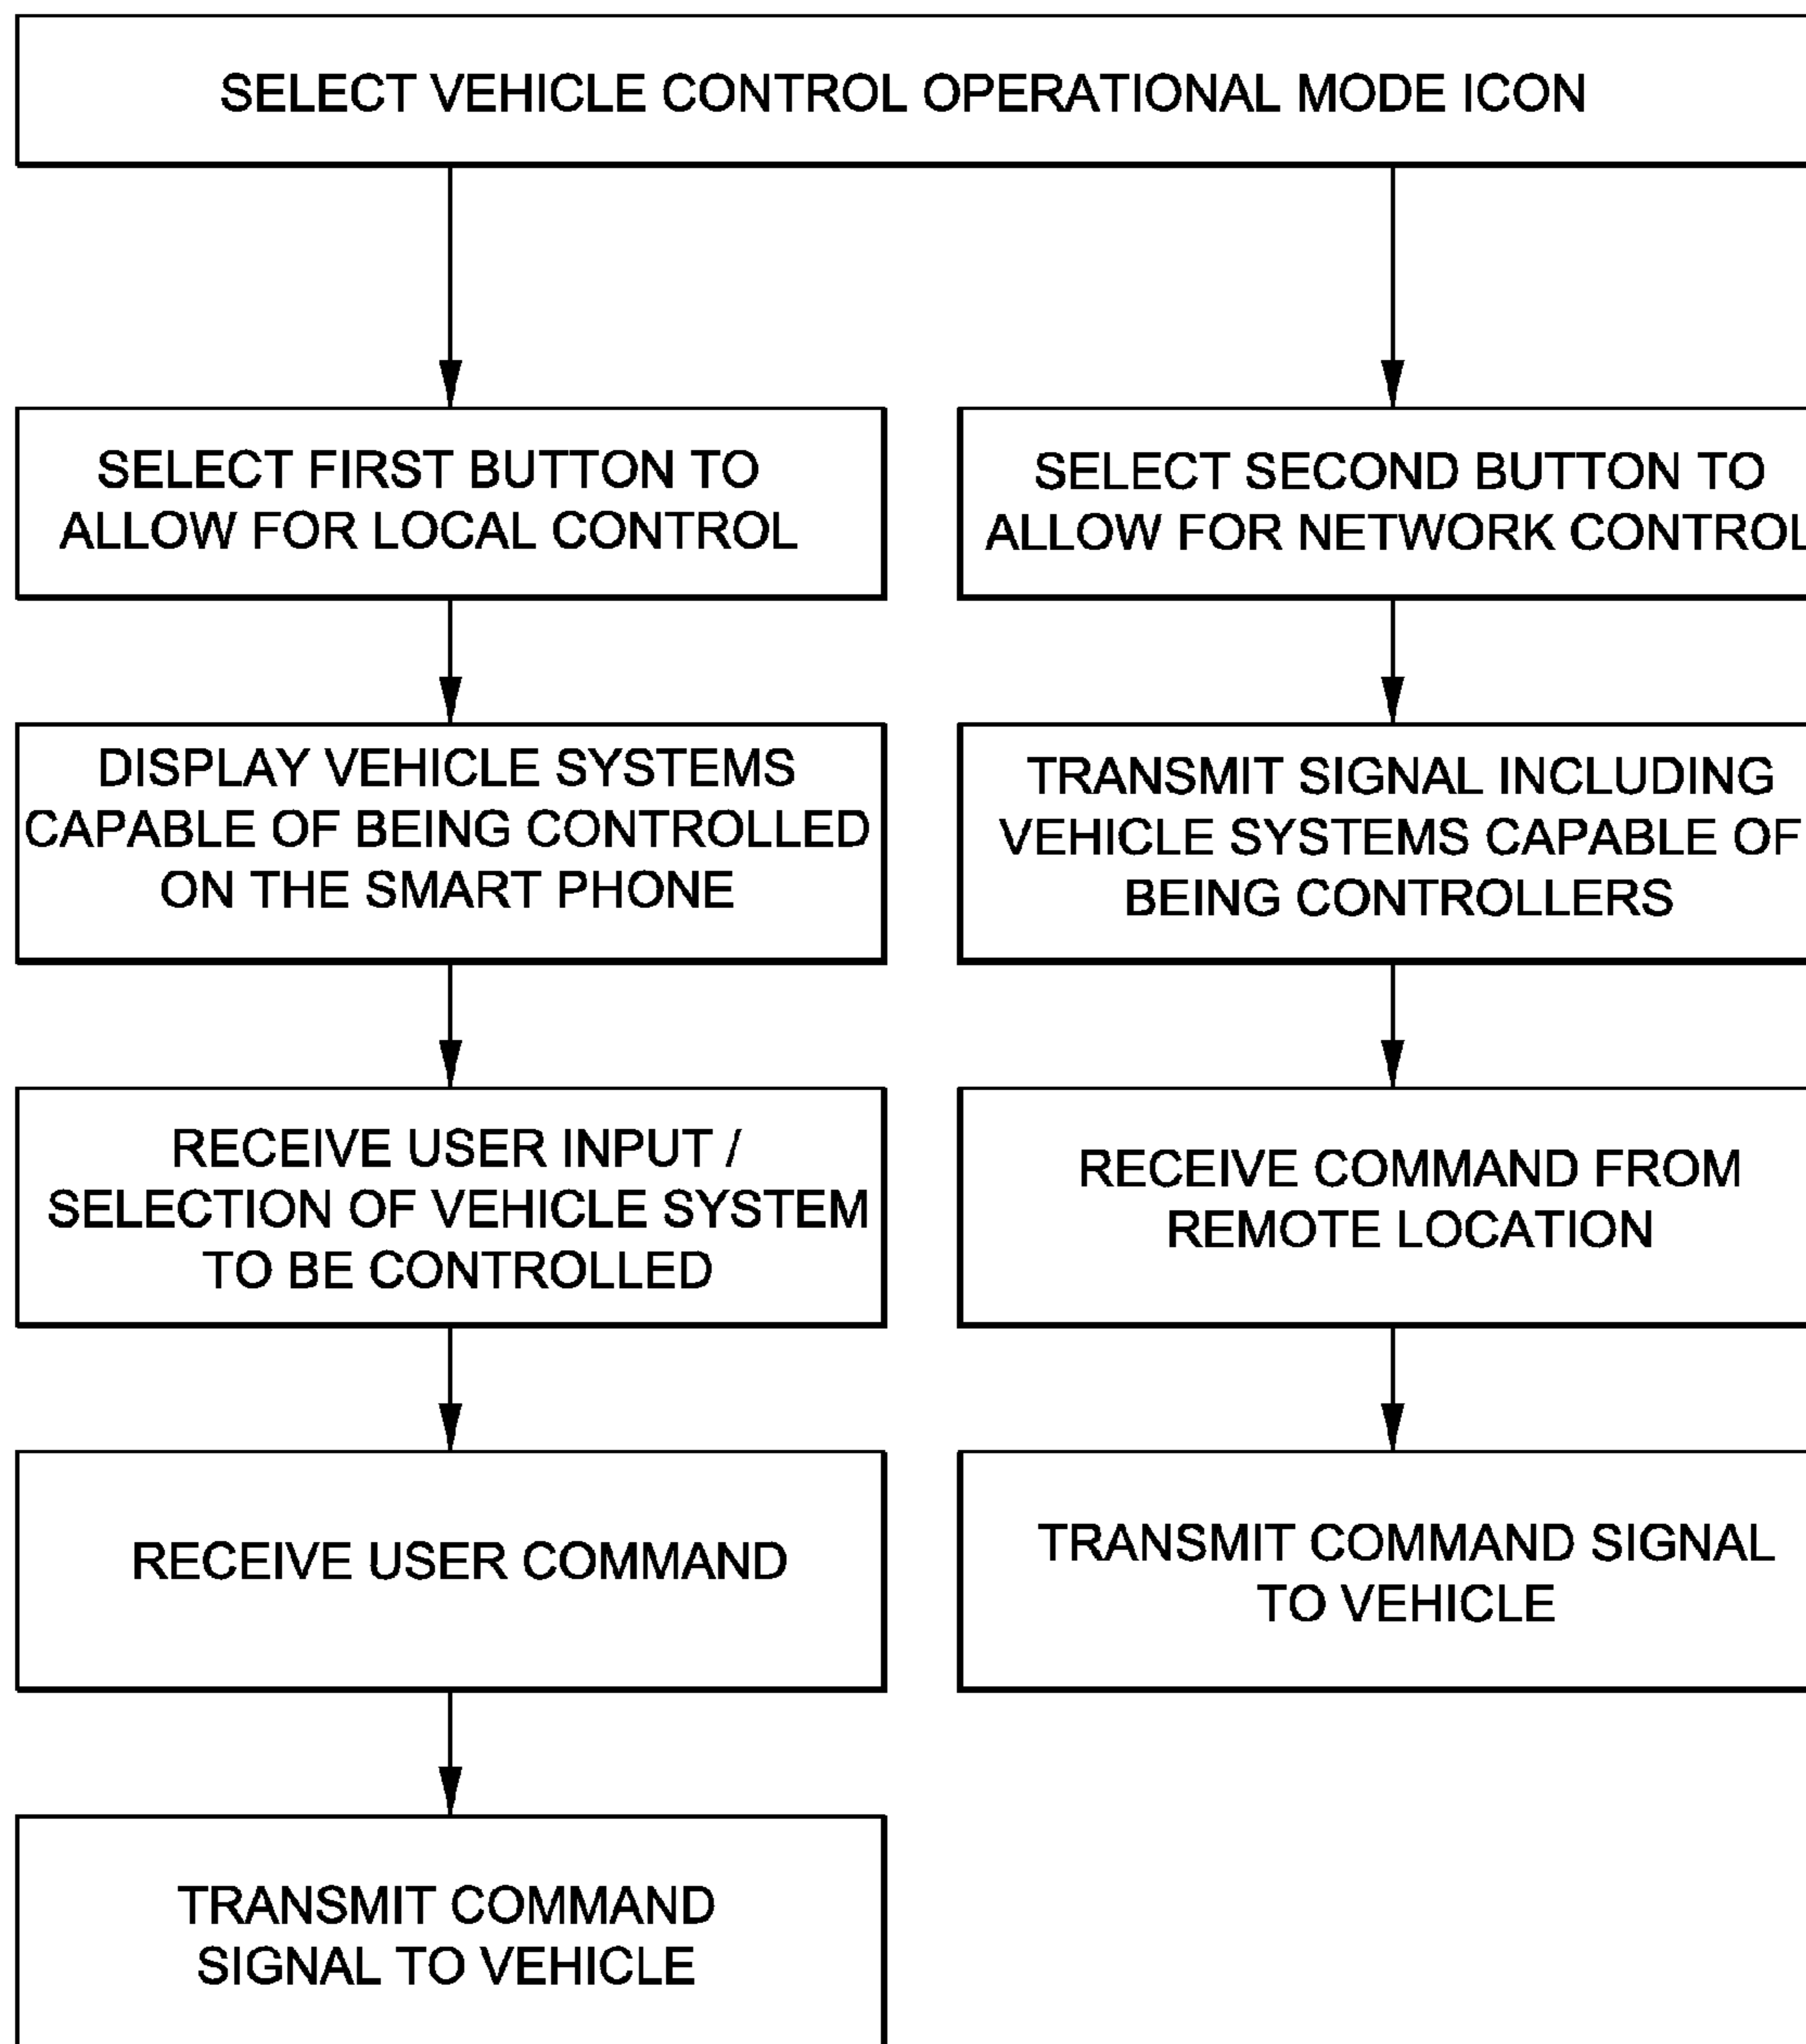 SELECT VEHICLE CONTROL OPERATIONAL MODE ICON
SELECT FIRST BUTTON TO
ALLOW FOR LOCAL CONTROL
DISPLAY VEHICLE SYSTEMS
CAPABLE OF BEING CONTROLLED
ON THE SMART PHONE
RECEIVE USER INPUT /
SELECTION OF VEHICLE SYSTEM
TO BE CONTROLLED
RECEIVE USER COMMAND
TRANSMIT COMMAND
SIGNAL TO VEHICLE
SELECT SECOND BUTTON TO
ALLOW FOR NETWORK CONTROL
TRANSMIT SIGNAL INCLUDING
VEHICLE SYSTEMS CAPABLE OF
BEING CONTROLLERS
RECEIVE COMMAND FROM
REMOTE LOCATION
TRANSMIT COMMAND SIGNAL
TO VEHICLE